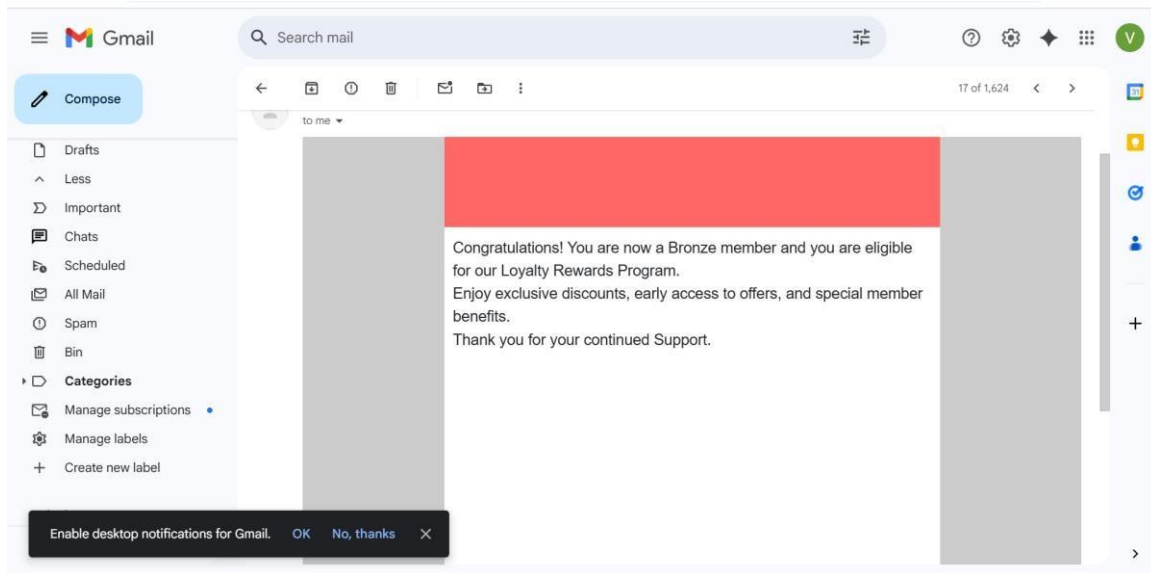 Gmail
Search mail
Compose
17 of 1,624
31
V
to me
Drafts
Less
Important
Chats
Scheduled
All Mail
Spam
Bin
Categories
Manage subscriptions
Manage labels
Create new label
Congratulations! You are now a Bronze member and you are eligible
for our Loyalty Rewards Program.
Enjoy exclusive discounts, early access to offers, and special member
benefits.
Thank you for your continued Support.
Enable desktop notifications for Gmail. OK No, thanks